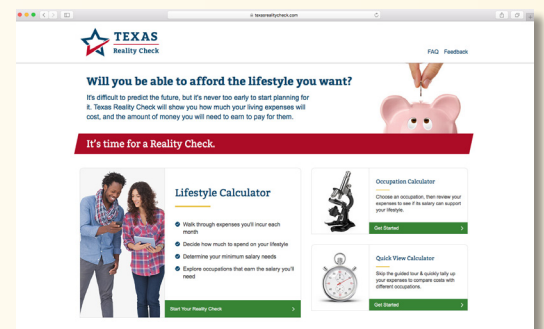 texasrealitycheck.com
TEXAS
Reality Check
FAQ Feedback
Will you be able to afford the lifestyle you want?
It's difficult to predict the future, but it's never too early to start planning for
it. Texas Reality Check will show you how much your living expenses will
cost, and the amount of money you will need to earn to pay for them.
It's time for a Reality Check.
Lifestyle Calculator
Walk through expenses you'll incur each
month
Decide how much to spend on your lifestyle
Determine your minimum salary needs
Explore occupations that earn the salary you'll
need
Start Your Reality Check
Occupation Calculator
Choose an occupation, then review your
expenses to see if its salary can support
your lifestyle.
Get Started
Quick View Calculator
Skip the guided tour & quickly tally up
your expenses to compare costs with
different occupations.
Get Started